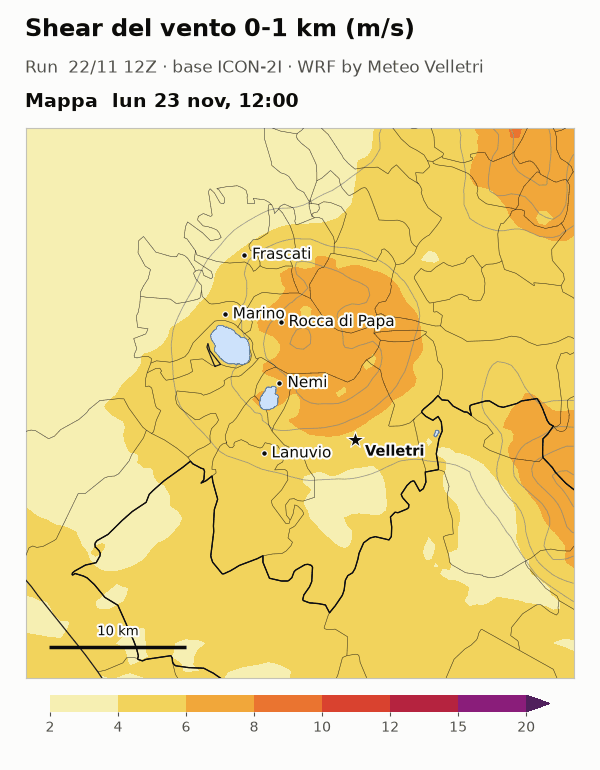 Shear del vento 0-1 km (m/s)
Run  22/11 12Z · base ICON-2I · WRF by Meteo Velletri
Mappa  lun 23 nov, 12:00
Frascati
Marino
Rocca di Papa
Nemi
Velletri
Lanuvio
10 km
2 4 6 8 10 12 15 20